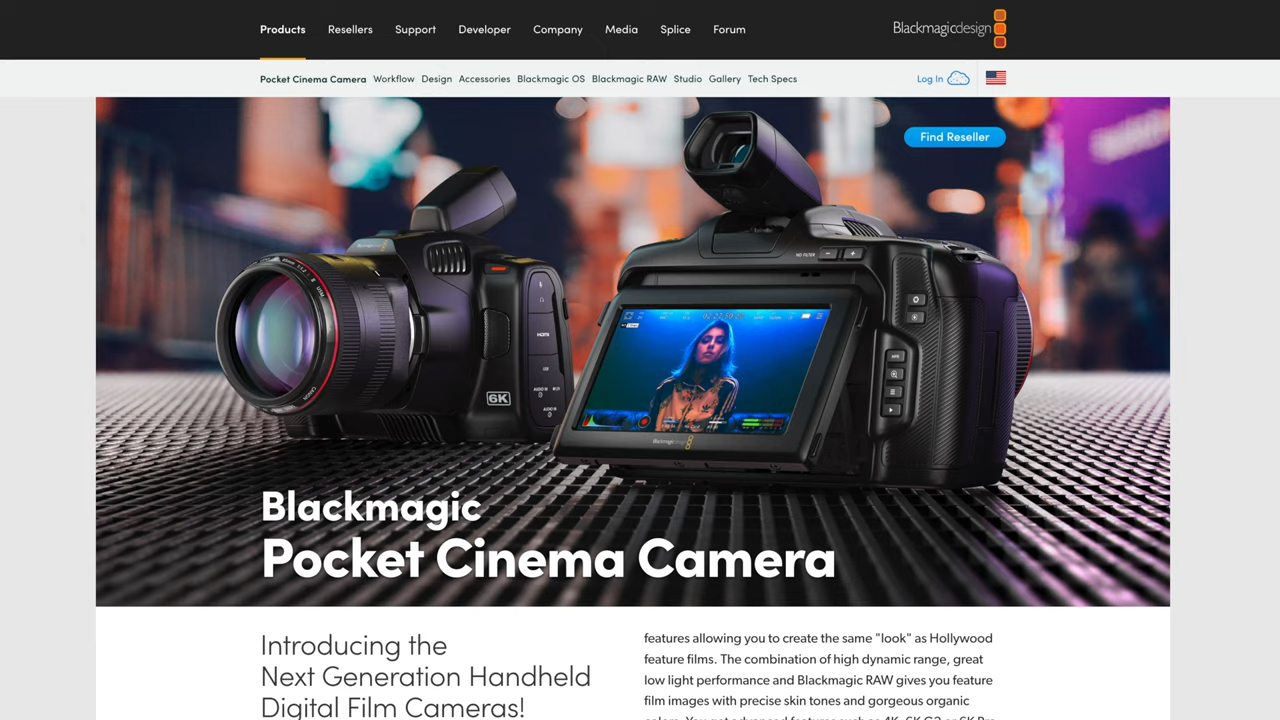 Products Resellers Support Developer Company Media Splice Forum
Blackmagicdesign
Pocket Cinema Camera Workflow Design Accessories Blackmagic OS Blackmagic RAW Studio Gallery Tech Specs
Log In
Find Reseller
ND FILTER
HDMI
6K
Blackmagicdesign
Blackmagic
Pocket Cinema Camera
Introducing the
Next Generation Handheld
Digital Film Cameras!
features allowing you to create the same "look" as Hollywood
feature films. The combination of high dynamic range, great
low light performance and Blackmagic RAW gives you feature
film images with precise skin tones and gorgeous organic